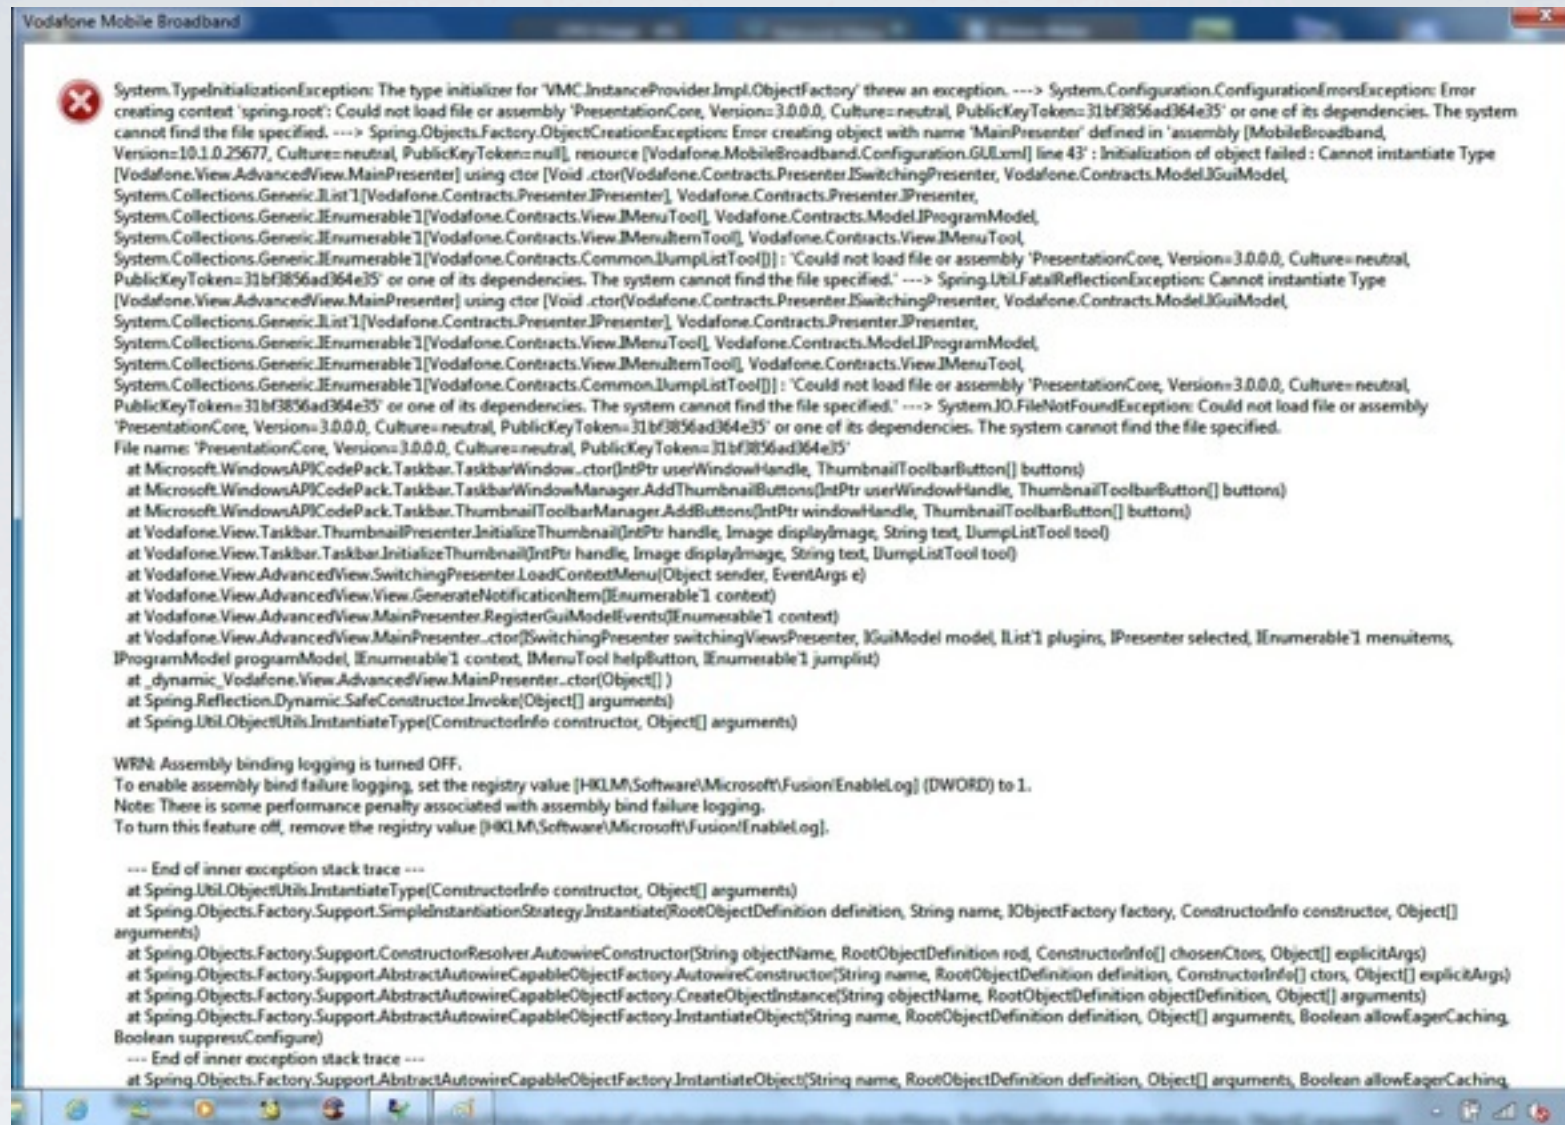 Vodafone Mobile Broadband
System.TypeInitializationException: The type initializer for 'VMC.InstanceProvider.Impl.ObjectFactory' threw an exception. ---> System.Configuration.ConfigurationErrorsException: Error
creating context 'spring.root': Could not load file or assembly 'PresentationCore, Version=3.0.0.0, Culture=neutral, PublicKeyToken=31bf3856ad364e35' or one of its dependencies. The system
cannot find the file specified. ---> Spring.Objects.Factory.ObjectCreationException: Error creating object with name 'MainPresenter' defined in 'assembly [MobileBroadband,
Version=10.1.0.25677, Culture=neutral, PublicKeyToken=null], resource [Vodafone.MobileBroadband.Configuration.GUI.xml] line 43' : Initialization of object failed : Cannot instantiate Type
[Vodafone.View.AdvancedView.MainPresenter] using ctor [Void .ctor(Vodafone.Contracts.Presenter.ISwitchingPresenter, Vodafone.Contracts.Model.IGuiModel,
System.Collections.Generic.IList`1[Vodafone.Contracts.Presenter.IPresenter], Vodafone.Contracts.Presenter.IPresenter,
System.Collections.Generic.IEnumerable`1[Vodafone.Contracts.View.IMenuTool], Vodafone.Contracts.Model.IProgramModel,
System.Collections.Generic.IEnumerable`1[Vodafone.Contracts.View.IMenuItemTool], Vodafone.Contracts.View.IMenuTool,
System.Collections.Generic.IEnumerable`1[Vodafone.Contracts.Common.IJumpListTool])] : 'Could not load file or assembly 'PresentationCore, Version=3.0.0.0, Culture=neutral,
PublicKeyToken=31bf3856ad364e35' or one of its dependencies. The system cannot find the file specified.' ---> Spring.Util.FatalReflectionException: Cannot instantiate Type
[Vodafone.View.AdvancedView.MainPresenter] using ctor [Void .ctor(Vodafone.Contracts.Presenter.ISwitchingPresenter, Vodafone.Contracts.Model.IGuiModel,
System.Collections.Generic.IList`1[Vodafone.Contracts.Presenter.IPresenter], Vodafone.Contracts.Presenter.IPresenter,
System.Collections.Generic.IEnumerable`1[Vodafone.Contracts.View.IMenuTool], Vodafone.Contracts.Model.IProgramModel,
System.Collections.Generic.IEnumerable`1[Vodafone.Contracts.View.IMenuItemTool], Vodafone.Contracts.View.IMenuTool,
System.Collections.Generic.IEnumerable`1[Vodafone.Contracts.Common.IJumpListTool])] : 'Could not load file or assembly 'PresentationCore, Version=3.0.0.0, Culture=neutral,
PublicKeyToken=31bf3856ad364e35' or one of its dependencies. The system cannot find the file specified.' ---> System.IO.FileNotFoundException: Could not load file or assembly
'PresentationCore, Version=3.0.0.0, Culture=neutral, PublicKeyToken=31bf3856ad364e35' or one of its dependencies. The system cannot find the file specified.
File name: 'PresentationCore, Version=3.0.0.0, Culture=neutral, PublicKeyToken=31bf3856ad364e35'
at Microsoft.WindowsAPICodePack.Taskbar.TaskbarWindow..ctor(IntPtr userWindowHandle, ThumbnailToolbarButton[] buttons)
at Microsoft.WindowsAPICodePack.Taskbar.TaskbarWindowManager.AddThumbnailButtons(IntPtr userWindowHandle, ThumbnailToolbarButton[] buttons)
at Microsoft.WindowsAPICodePack.Taskbar.ThumbnailToolbarManager.AddButtons(IntPtr windowHandle, ThumbnailToolbarButton[] buttons)
at Vodafone.View.Taskbar.ThumbnailPresenter.InitializeThumbnail(IntPtr handle, Image displayImage, String text, IJumpListTool tool)
at Vodafone.View.Taskbar.Taskbar.InitializeThumbnail(IntPtr handle, Image displayImage, String text, IJumpListTool tool)
at Vodafone.View.AdvancedView.SwitchingPresenter.LoadContextMenu(Object sender, EventArgs e)
at Vodafone.View.AdvancedView.View.GenerateNotificationItem(IEnumerable`1 context)
at Vodafone.View.AdvancedView.MainPresenter.RegisterGuiModelEvents(IEnumerable`1 context)
at Vodafone.View.AdvancedView.MainPresenter..ctor(ISwitchingPresenter switchingViewsPresenter, IGuiModel model, IList`1 plugins, IPresenter selected, IEnumerable`1 menuitems,
IProgramModel programModel, IEnumerable`1 context, IMenuTool helpButton, IEnumerable`1 jumplist)
at _dynamic_Vodafone.View.AdvancedView.MainPresenter..ctor(Object[] )
at Spring.Reflection.Dynamic.SafeConstructor.Invoke(Object[] arguments)
at Spring.Util.ObjectUtils.InstantiateType(ConstructorInfo constructor, Object[] arguments)
WRN: Assembly binding logging is turned OFF.
To enable assembly bind failure logging, set the registry value [HKLM\Software\Microsoft\Fusion!EnableLog] (DWORD) to 1.
Note: There is some performance penalty associated with assembly bind failure logging.
To turn this feature off, remove the registry value [HKLM\Software\Microsoft\Fusion!EnableLog].
--- End of inner exception stack trace ---
at Spring.Util.ObjectUtils.InstantiateType(ConstructorInfo constructor, Object[] arguments)
at Spring.Objects.Factory.Support.SimpleInstantiationStrategy.Instantiate(RootObjectDefinition definition, String name, IObjectFactory factory, ConstructorInfo constructor, Object[]
arguments)
at Spring.Objects.Factory.Support.ConstructorResolver.AutowireConstructor(String objectName, RootObjectDefinition rod, ConstructorInfo[] chosenCtors, Object[] explicitArgs)
at Spring.Objects.Factory.Support.AbstractAutowireCapableObjectFactory.AutowireConstructor(String name, RootObjectDefinition definition, ConstructorInfo[] ctors, Object[] explicitArgs)
at Spring.Objects.Factory.Support.AbstractAutowireCapableObjectFactory.CreateObjectInstance(String objectName, RootObjectDefinition objectDefinition, Object[] arguments)
at Spring.Objects.Factory.Support.AbstractAutowireCapableObjectFactory.InstantiateObject(String name, RootObjectDefinition definition, Object[] arguments, Boolean allowEagerCaching,
Boolean suppressConfigure)
--- End of inner exception stack trace ---
at Spring.Objects.Factory.Support.AbstractAutowireCapableObjectFactory.InstantiateObject(String name, RootObjectDefinition definition, Object[] arguments, Boolean allowEagerCaching,